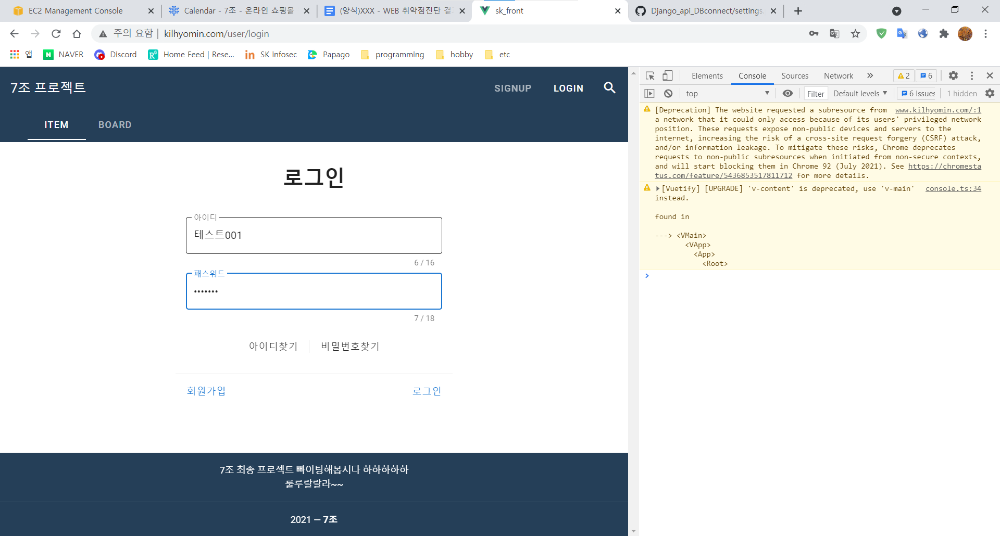 EC2 Management Console
Calendar - 7조 - 온라인 쇼핑몰
(양식)XXX - WEB 취약점진단 결
sk_front
Django_api_DBconnect/settings.
주의 요함 | kilhyomin.com/user/login
앱
NAVER
Discord
Home Feed | Rese...
SK infosec
Papago
programming
hobby
etc
7조 프로젝트
SIGNUP
LOGIN
ITEM
BOARD
로그인
아이디
테스트001
6 / 16
패스워드
•••••••
7 / 18
아이디찾기
비밀번호찾기
회원가입
로그인
7조 최종 프로젝트 빠이팅해봅시다 하하하하하
룰루랄랄라~~
2021 — 7조
Elements
Console
Sources
Network
2
6
top
Filter
Default levels
6 Issues
1 hidden
[Deprecation] The website requested a subresource from www.kilhyomin.com/:1
a network that it could only access because of its users' privileged network
position. These requests expose non-public devices and servers to the
internet, increasing the risk of a cross-site request forgery (CSRF) attack,
and/or information leakage. To mitigate these risks, Chrome deprecates
requests to non-public subresources when initiated from non-secure contexts,
and will start blocking them in Chrome 92 (July 2021). See https://chromesta
tus.com/feature/5436853517811712 for more details.
[Vuetify] [UPGRADE] 'v-content' is deprecated, use 'v-main' console.ts:34
instead.
found in
---> <VMain>
<VApp>
<App>
<Root>